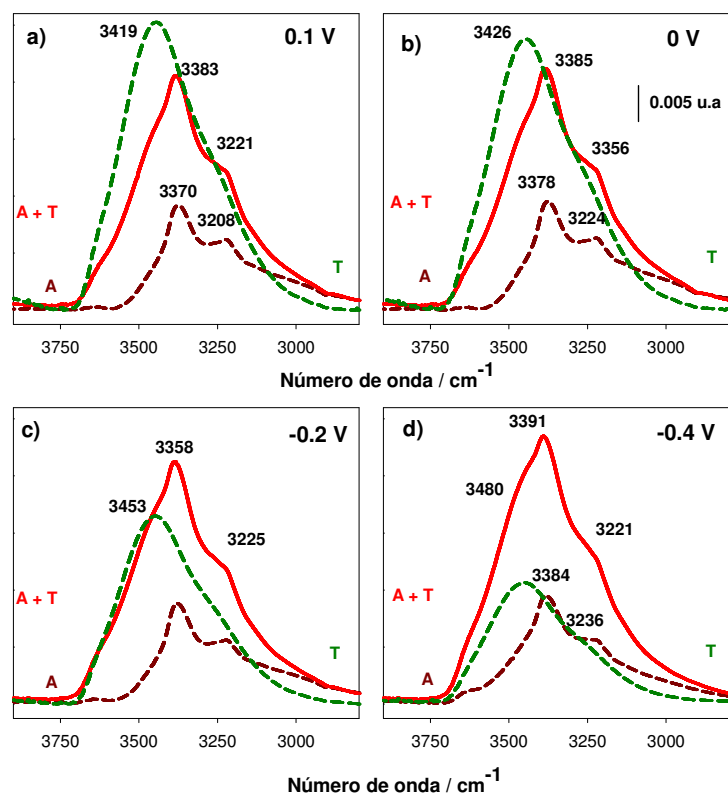 a)
0.1 V
3419
3383
3221
3370
3208
A + T
A
T
3750
3500
3250
3000
b)
0 V
3426
3385
0.005 u.a
3356
3378
3224
T
3750
3500
3250
3000
Número de onda / cm-1
c)
-0.2 V
3358
3453
3225
A + T
A
T
3750
3500
3250
3000
d)
-0.4 V
3391
3480
3221
3384
3236
A + T
A
T
3750
3500
3250
3000
Número de onda / cm-1